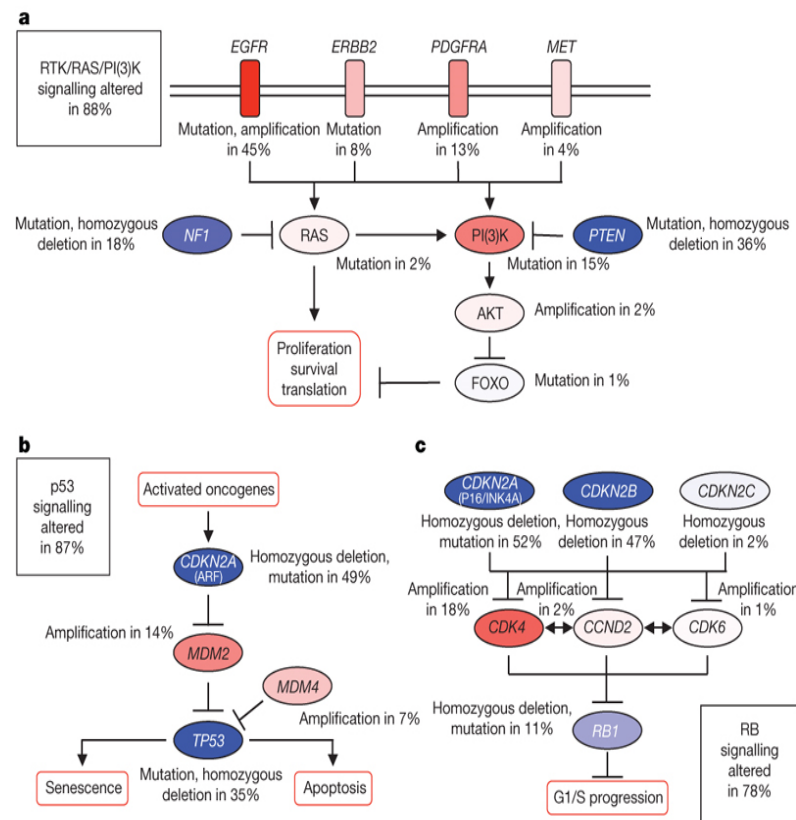 a
RTK/RAS/PI(3)K
signalling altered
in 88%
EGFR
ERBB2
PDGFRA
MET
Mutation, amplification
in 45%
Mutation
in 8%
Amplification
in 13%
Amplification
in 4%
Mutation, homozygous
deletion in 18%
NF1
RAS
PI(3)K
PTEN
Mutation, homozygous
deletion in 36%
Mutation in 2%
Mutation in 15%
AKT
Amplification in 2%
Proliferation
survival
translation
FOXO
Mutation in 1%
b
p53
signalling
altered
in 87%
Activated oncogenes
CDKN2A
(ARF)
Homozygous deletion,
mutation in 49%
Amplification in 14%
MDM2
MDM4
Amplification in 7%
TP53
Senescence
Mutation, homozygous
deletion in 35%
Apoptosis
c
CDKN2A
(P16/INK4A)
CDKN2B
CDKN2C
Homozygous deletion,
mutation in 52%
Homozygous
deletion in 47%
Homozygous
deletion in 2%
Amplification
in 18%
Amplification
in 2%
Amplification
in 1%
CDK4
CCND2
CDK6
Homozygous deletion,
mutation in 11%
RB1
G1/S progression
RB
signalling
altered
in 78%